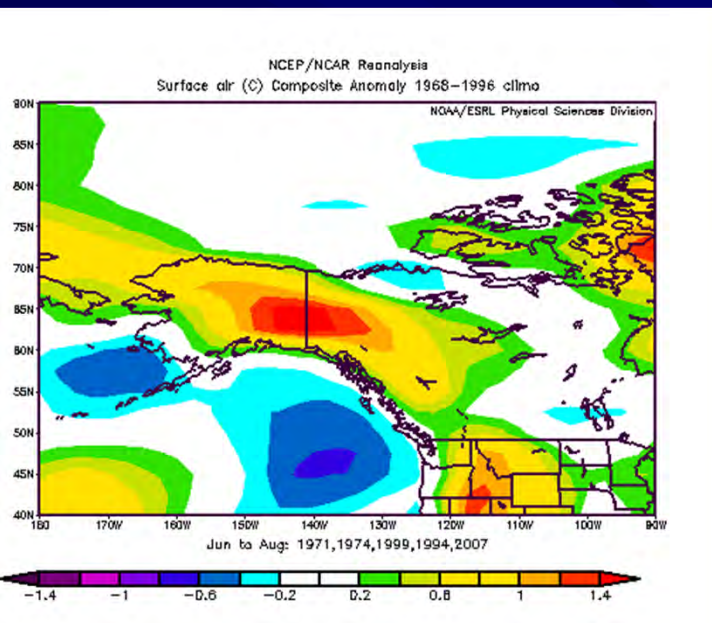 NCEP/NCAR Reanalysis
Surface air (C) Composite Anomaly 1968-1996 climo
NOAA/ESRL Physical Sciences Division
90N
85N
80N
75N
70N
65N
60N
55N
50N
45N
40N
180 170W 160W 150W 140W 130W 120W 110W 100W 90W
Jun to Aug: 1971,1974,1999,1994,2007
-1.4 -1 -0.6 -0.2 0.2 0.6 1 1.4